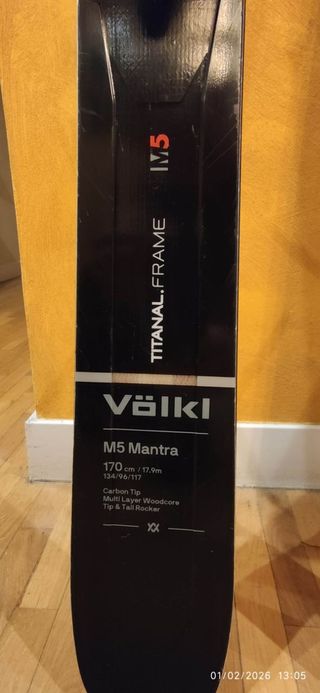 M5
TITANAL.FRAME
Völkl
M5 Mantra
170 cm / 17.9m
134/96/117
Carbon Tip
Multi Layer Woodcore
Tip & Tail Rocker
01/02/2026 13:05